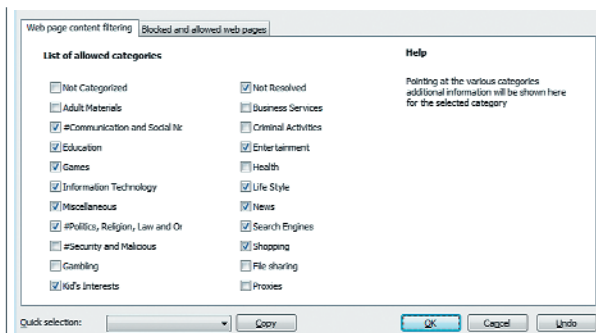 Web page content filtering
Blocked and allowed web pages
List of allowed categories
Not Categorized
Adult Materials
#Communication and Social Ne
Education
Games
Information Technology
Miscellaneous
#Politics, Religion, Law and Or
#Security and Malicious
Gambling
Kid's Interests
Not Resolved
Business Services
Criminal Activities
Entertainment
Health
Life Style
News
Search Engines
Shopping
File sharing
Proxies
Help
Pointing at the various categories
additional information will be shown here
for the selected category
Quick selection:
Copy
OK
Cancel
Undo